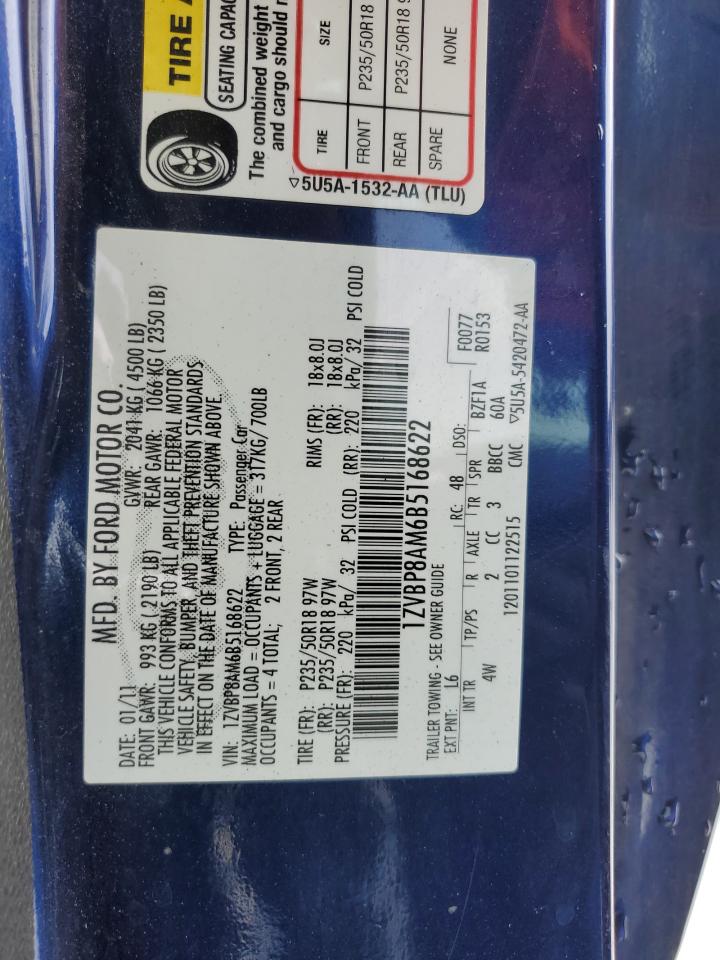 TIRE A
SEATING CAPAC
The combined weight
and cargo should n
TIRE SIZE
FRONT P235/50R18
REAR P235/50R18 9
SPARE NONE
▽5U5A-1532-AA (TLU)
MFD. BY FORD MOTOR CO.
DATE: 01/11 GVWR: 2041 KG ( 4500 LB)
FRONT GAWR: 993 KG ( 2190 LB) REAR GAWR: 1066 KG ( 2350 LB)
THIS VEHICLE CONFORMS TO ALL APPLICABLE FEDERAL MOTOR
VEHICLE SAFETY, BUMPER, AND THEFT PREVENTION STANDARDS
IN EFFECT ON THE DATE OF MANUFACTURE SHOWN ABOVE.
VIN: 1ZVBP8AM6B5168622 TYPE: Passenger Car
MAXIMUM LOAD = OCCUPANTS + LUGGAGE = 317KG/ 700LB
OCCUPANTS = 4 TOTAL; 2 FRONT, 2 REAR
TIRE (FR): P235/50R18 97W RIMS (FR): 18x8.0J
(RR): P235/50R18 97W (RR): 18x8.0J
PRESSURE (FR): 220 kPa/ 32 PSI COLD (RR): 220 kPa/ 32 PSI COLD
1ZVBP8AM6B5168622
TRAILER TOWING - SEE OWNER GUIDE
EXT PNT: L6 RC: 48 DSO: F0077
INT TR TP/PS R AXLE TR SPR BZF1A R0153
4W 2 CC 3 BBCC 60A
1201101122515 CMC ▽5U5A-5420472-AA